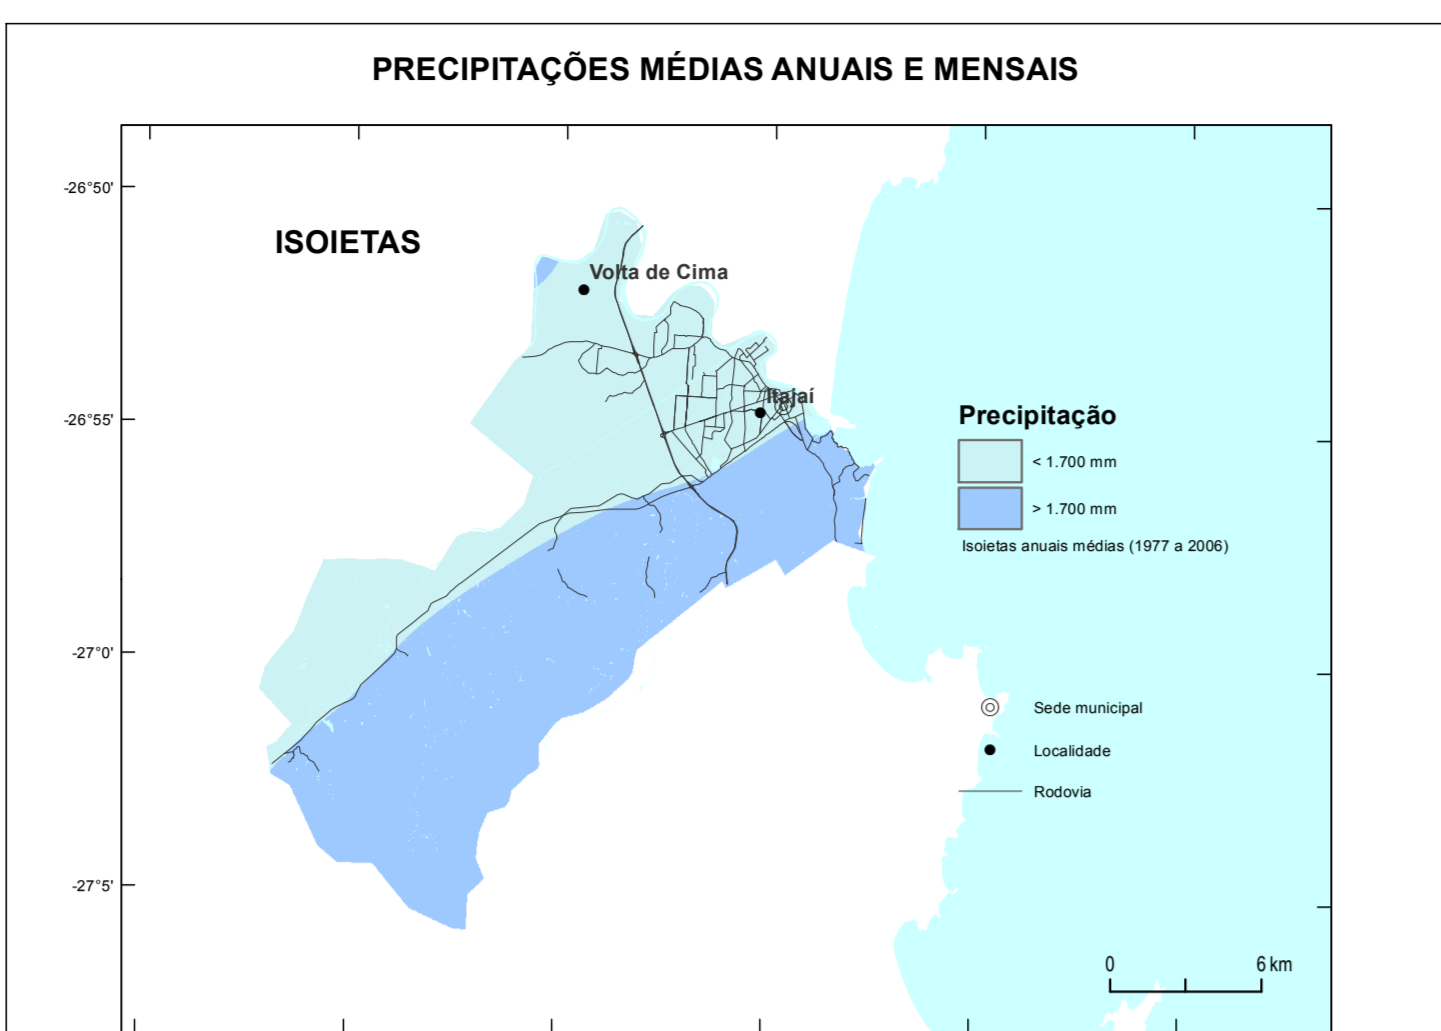 PRECIPITAÇÕES MÉDIAS ANUAIS E MENSAIS
-26°50'
ISOIETAS
Volta de Cima
Itajaí
-26°55'
Precipitação
< 1.700 mm
> 1.700 mm
Isoietas anuais médias (1977 a 2006)
-27°0'
Sede municipal
Localidade
Rodovia
-27°5'
0 6 km